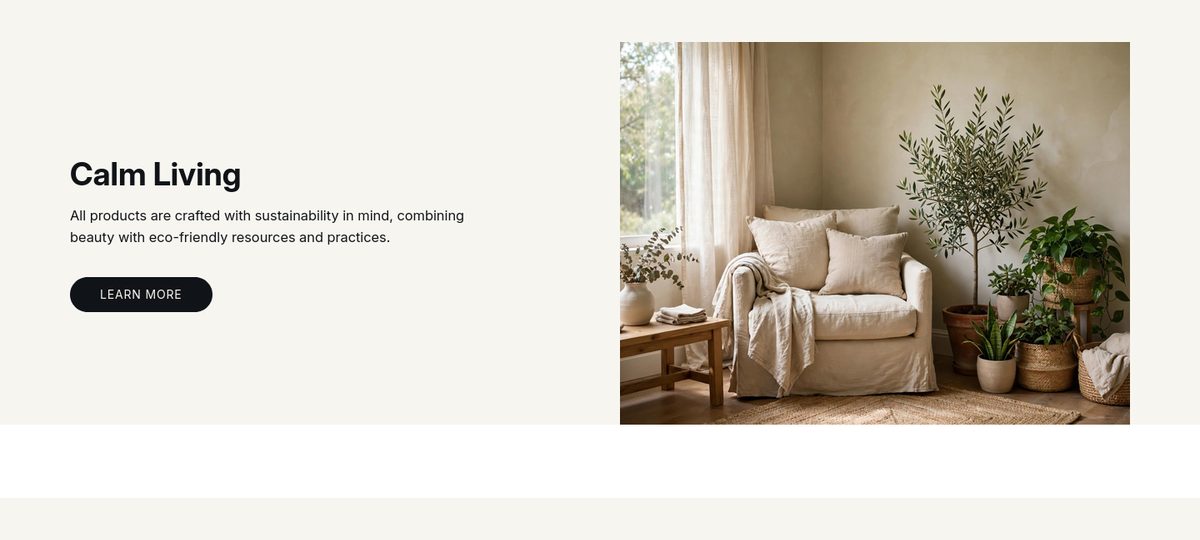 Calm Living
All products are crafted with sustainability in mind, combining
beauty with eco-friendly resources and practices.
LEARN MORE